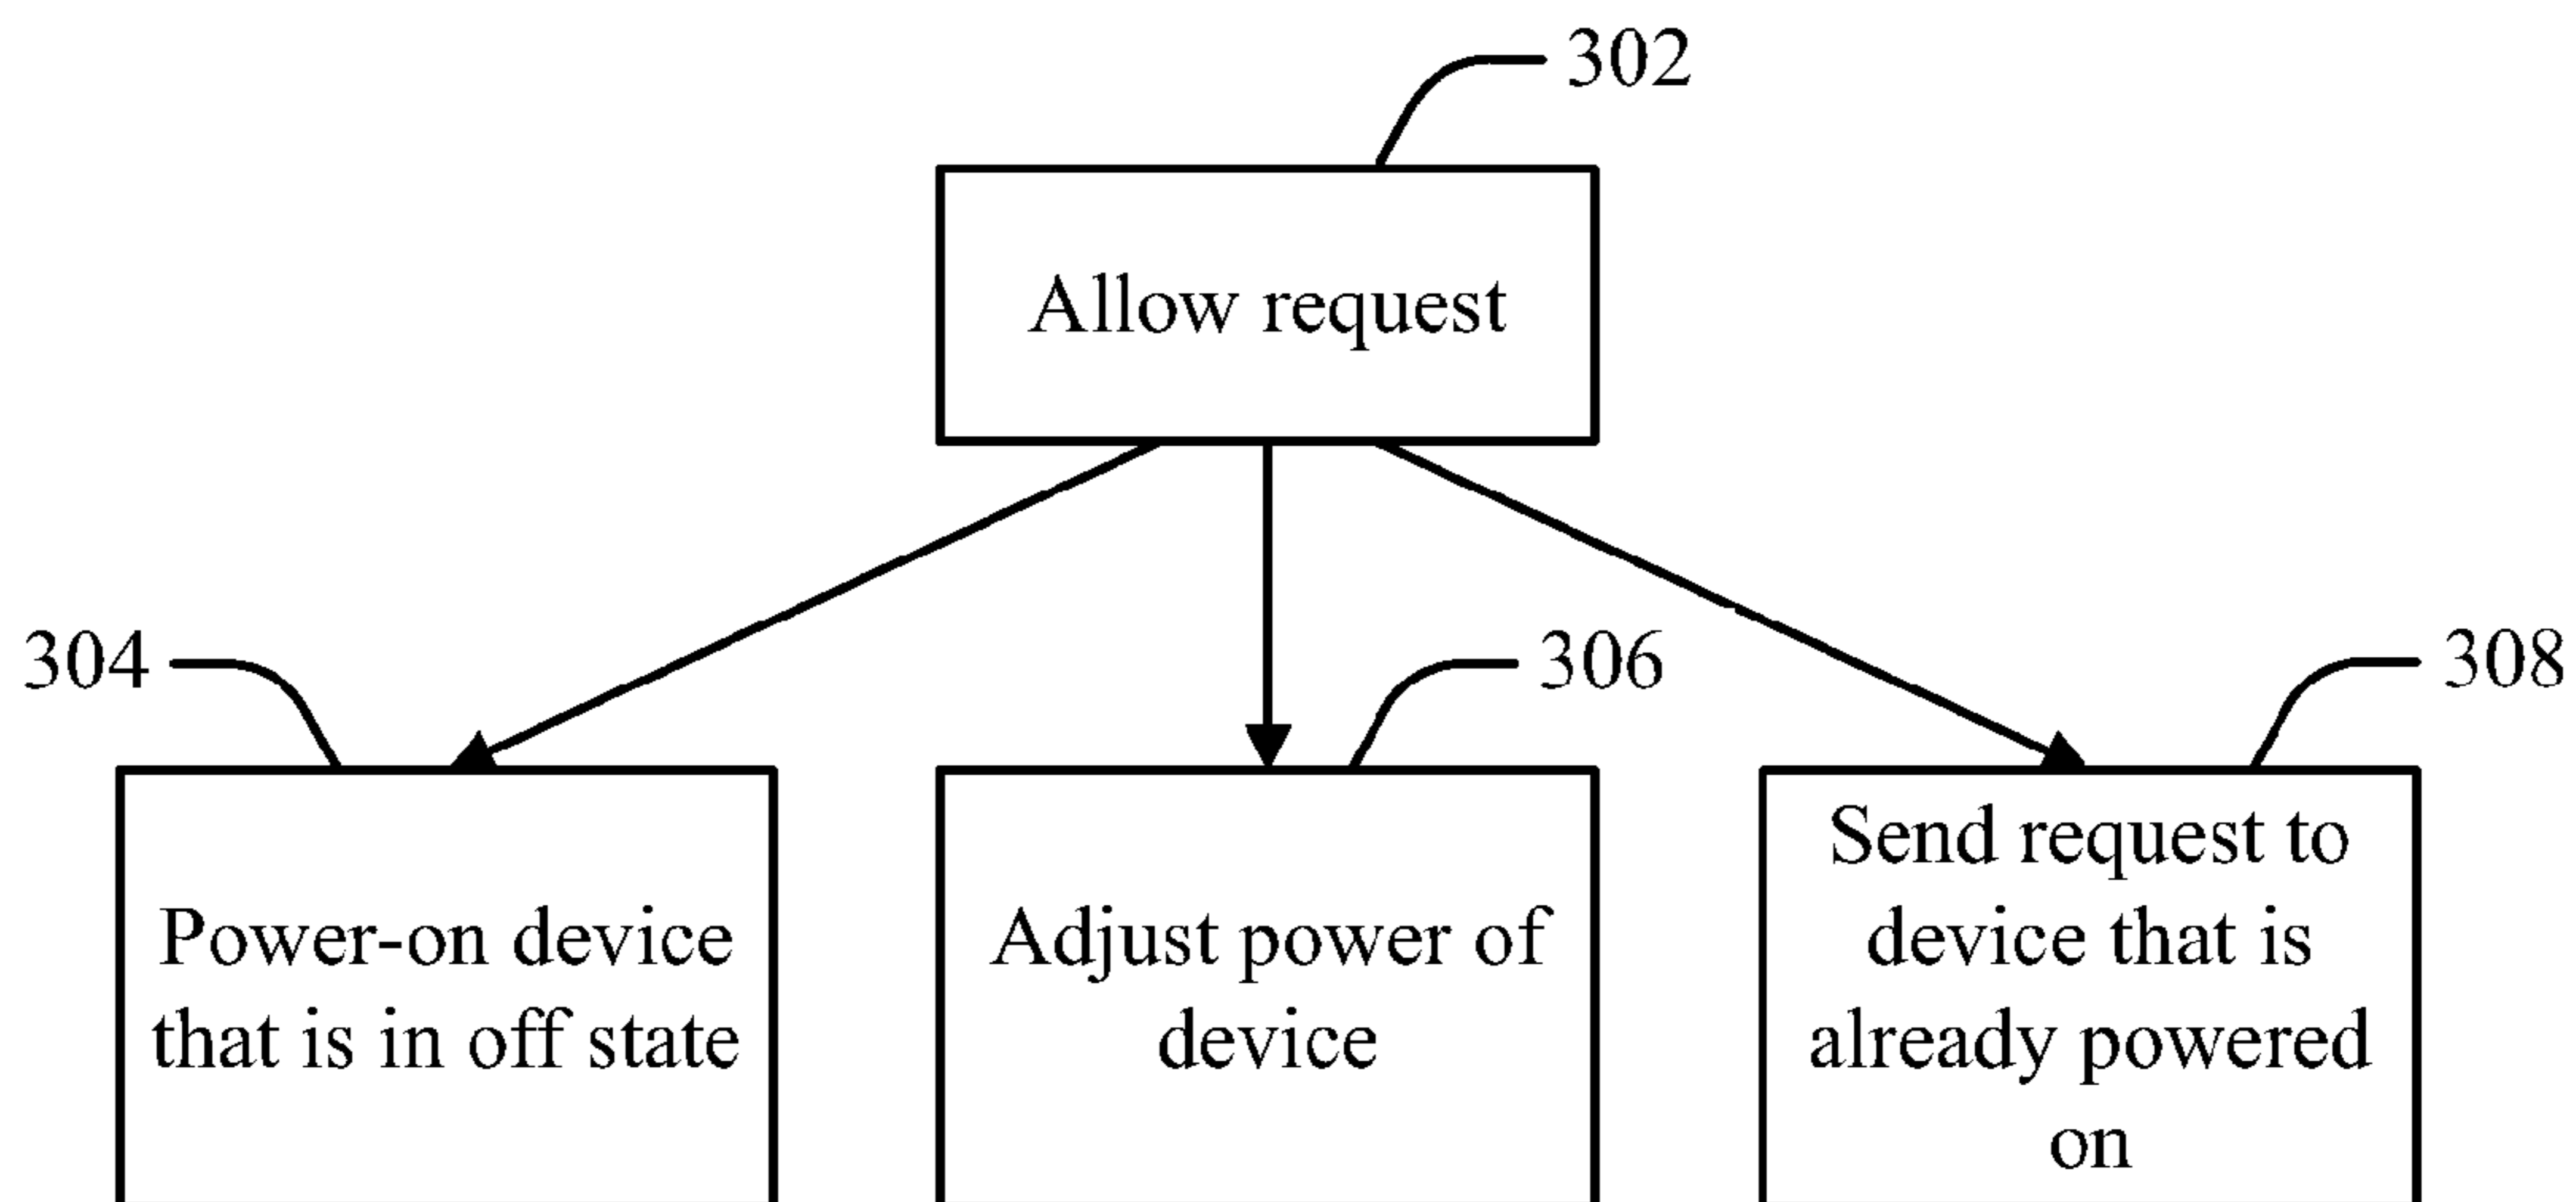 302
Allow request
304
306
308
Power-on device
that is in off state
Adjust power of
device
Send request to
device that is
already powered
on